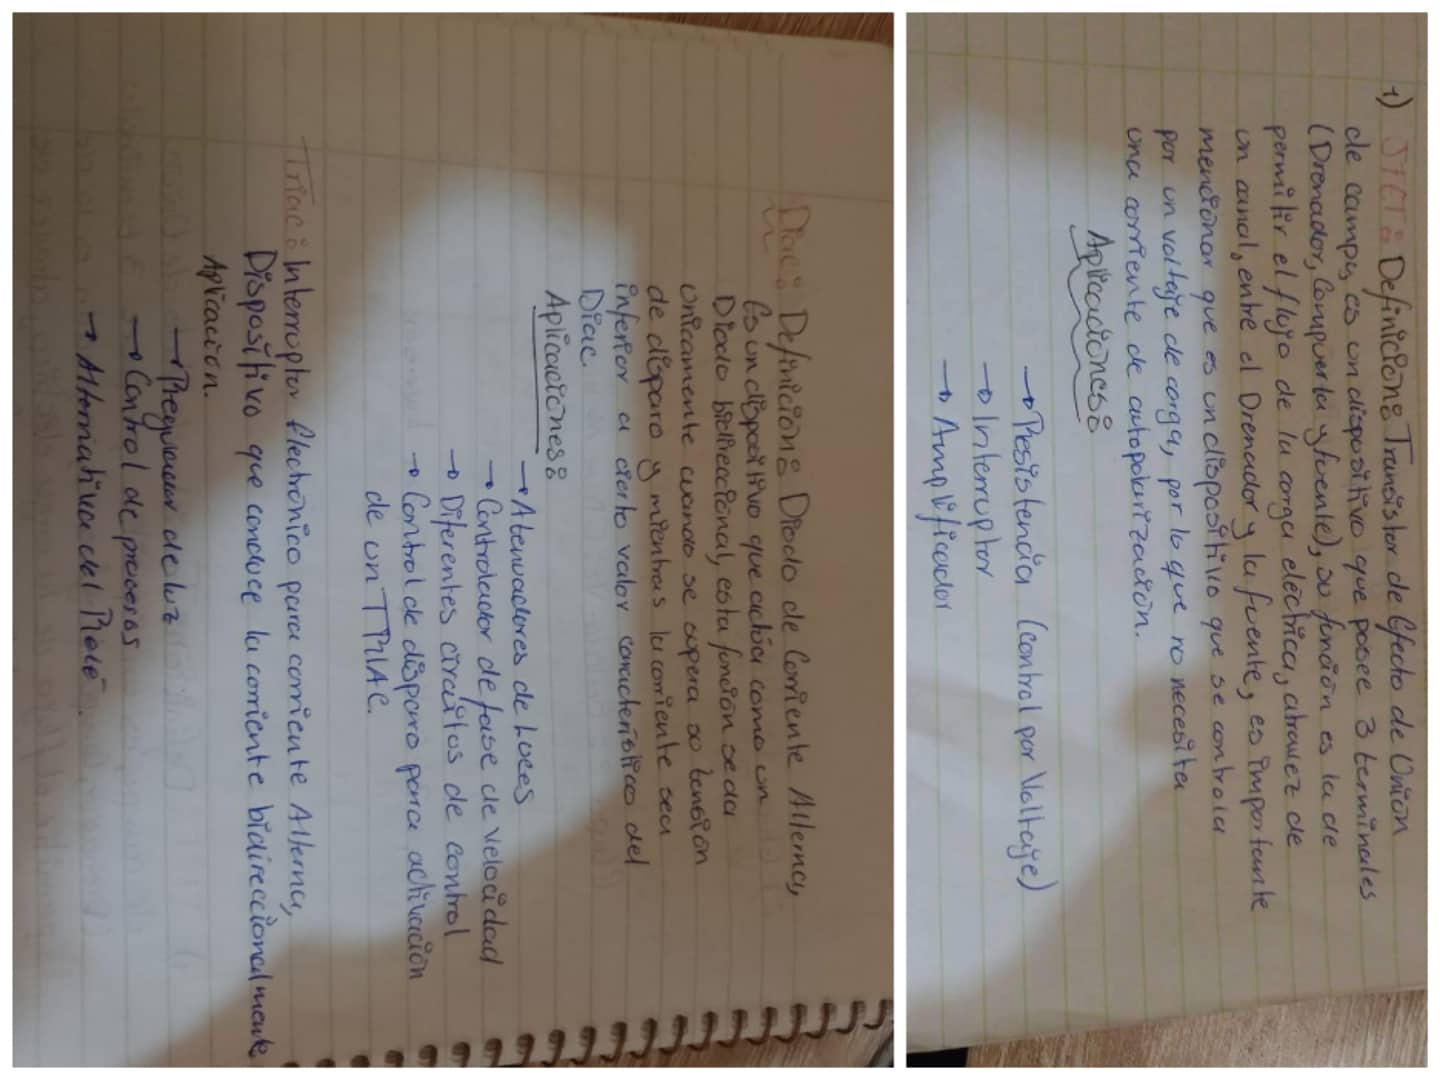 1) JFET: Definición: Transistor de Efecto de Unión
de campo, es un dispositivo que posee 3 terminales
(Drenador, Compuerta y fuente), su función es la de
permitir el flujo de la carga eléctrica, atravez de
un canal, entre el Drenador y la fuente, es importante
mencionar que es un dispositivo que se controla
por un voltaje de carga, por lo que no necesita
una corriente de autopolarización.
Aplicaciones:
→ Resistencia (control por Voltaje)
→ Interruptor
→ Amplificador
Diac: Definición: Diodo de Corriente Alterna,
Es un dispositivo que actúa como un
Diodo bidireccional, esta función se da
unicamente cuando se supera su tensión
de disparo y mientras la corriente sea
inferior a cierto valor característico del
Diac.
Aplicaciones:
→ Atenuadores de luces
→ Controlador de fase de velocidad
→ Diferentes circuitos de control
→ Control de disparo para activación
de un TRIAC.
Triac: Interruptor Electrónico para corriente Alterna,
Dispositivo que conduce la corriente bidireccionalmente
Aplicación.
→ Regulador de luz
→ Control de procesos
→ Alternativa del